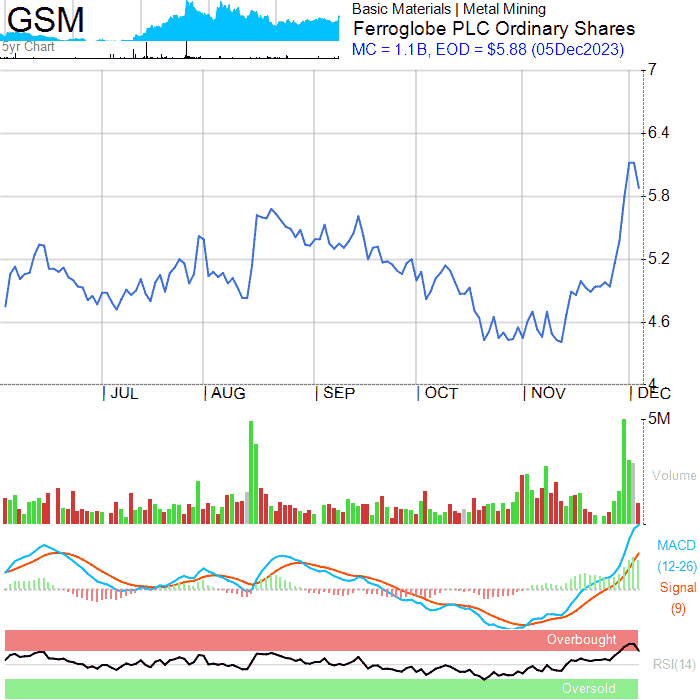 GSM
5yr Chart
Basic Materials | Metal Mining
Ferroglobe PLC Ordinary Shares
MC = 1.1B, EOD = $5.88 (05Dec2023)
7
6.4
5.8
5.2
4.6
4
| JUL | AUG | SEP | OCT | NOV | DEC
5M
Volume
MACD
(12-26)
Signal
(9)
Overbought
RSI(14)
Oversold